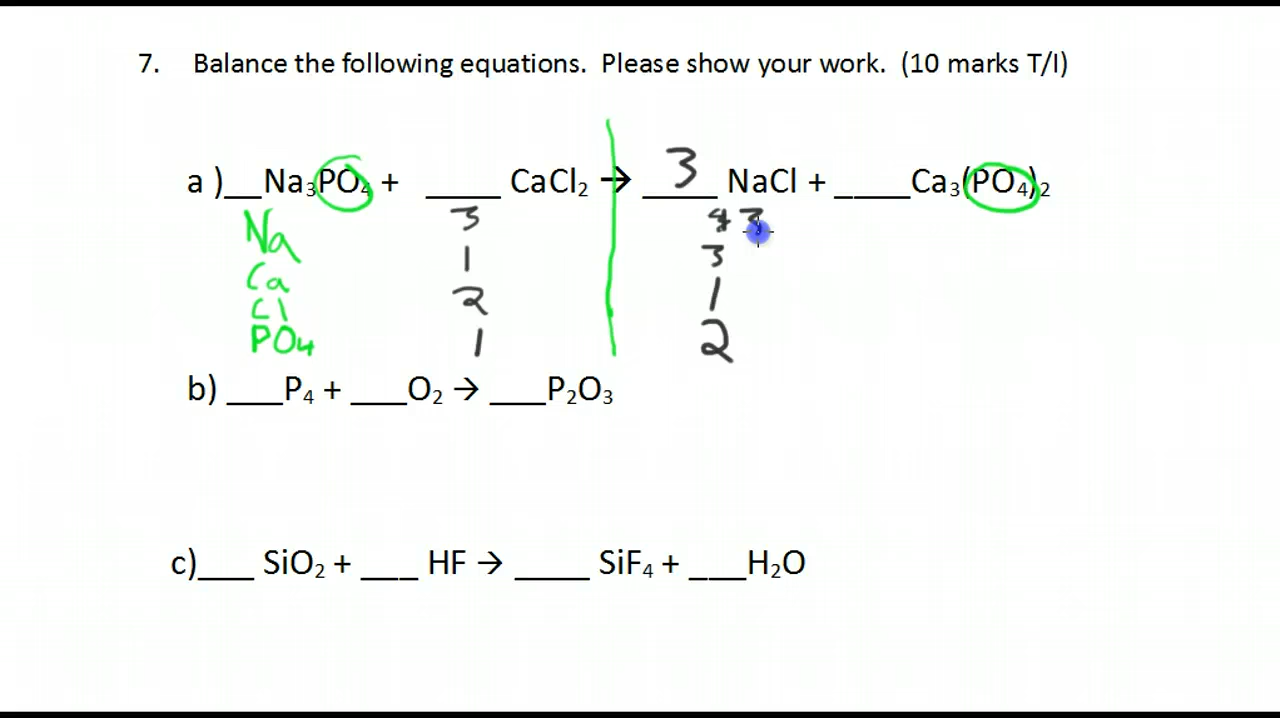 7. Balance the following equations. Please show your work. (10 marks T/I)
a )__Na₃PO₄ + ____ CaCl₂ → __3__ NaCl + ____Ca₃(PO₄)₂
Na 3 3
Ca 1 3
Cl 2 1
PO4 1 2
b) ___P₄ + ___O₂ → ___P₂O₃
c)___ SiO₂ + ___ HF → ____ SiF₄ + ___H₂O